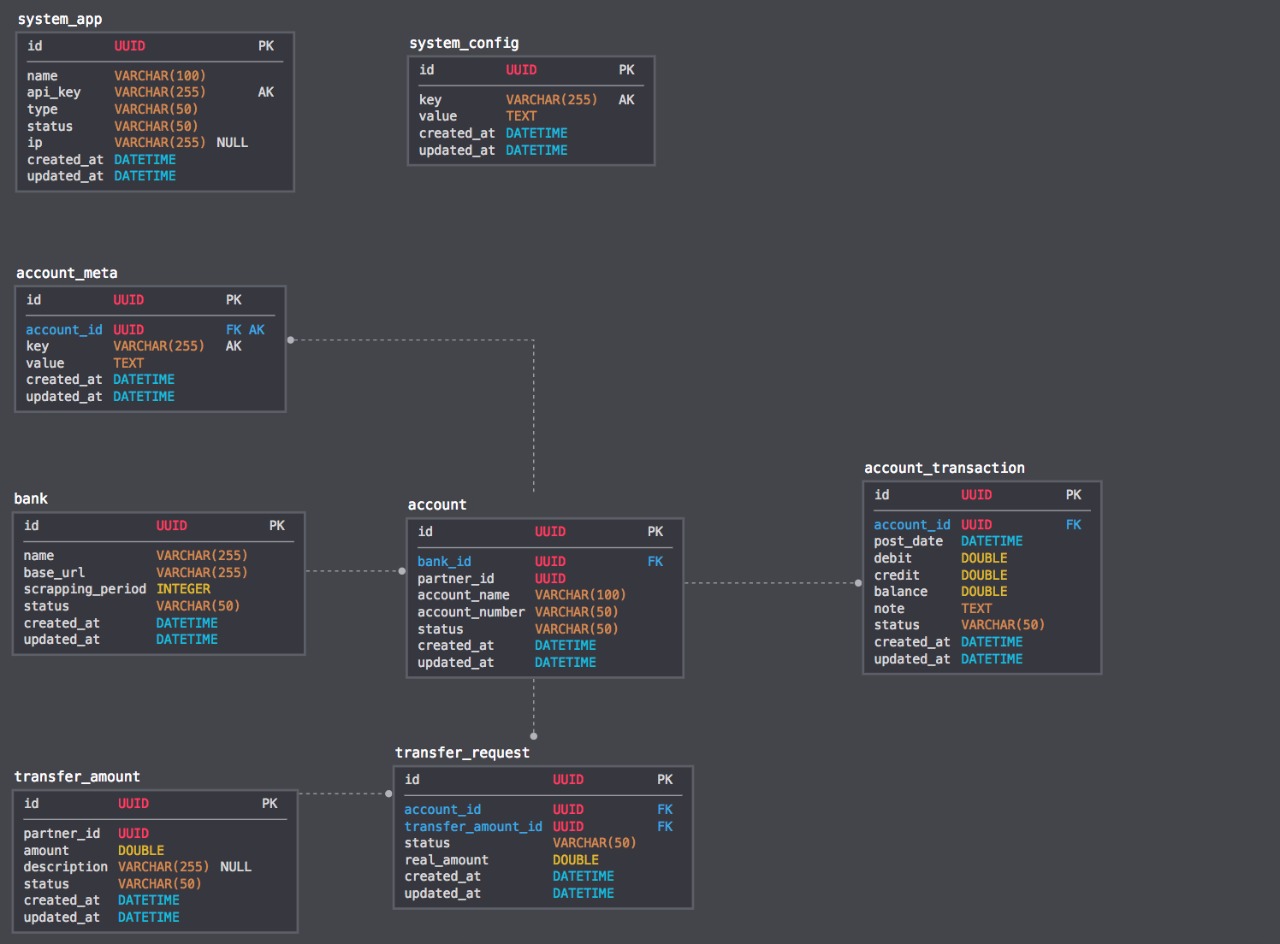 system_app
id UUID PK
name VARCHAR(100)
api_key VARCHAR(255) AK
type VARCHAR(50)
status VARCHAR(50)
ip VARCHAR(255) NULL
created_at DATETIME
updated_at DATETIME
system_config
id UUID PK
key VARCHAR(255) AK
value TEXT
created_at DATETIME
updated_at DATETIME
account_meta
id UUID PK
account_id UUID FK AK
key VARCHAR(255) AK
value TEXT
created_at DATETIME
updated_at DATETIME
bank
id UUID PK
name VARCHAR(255)
base_url VARCHAR(255)
scrapping_period INTEGER
status VARCHAR(50)
created_at DATETIME
updated_at DATETIME
account
id UUID PK
bank_id UUID FK
partner_id UUID
account_name VARCHAR(100)
account_number VARCHAR(50)
status VARCHAR(50)
created_at DATETIME
updated_at DATETIME
account_transaction
id UUID PK
account_id UUID FK
post_date DATETIME
debit DOUBLE
credit DOUBLE
balance DOUBLE
note TEXT
status VARCHAR(50)
created_at DATETIME
updated_at DATETIME
transfer_amount
id UUID PK
partner_id UUID
amount DOUBLE
description VARCHAR(255) NULL
status VARCHAR(50)
created_at DATETIME
updated_at DATETIME
transfer_request
id UUID PK
account_id UUID FK
transfer_amount_id UUID FK
status VARCHAR(50)
real_amount DOUBLE
created_at DATETIME
updated_at DATETIME